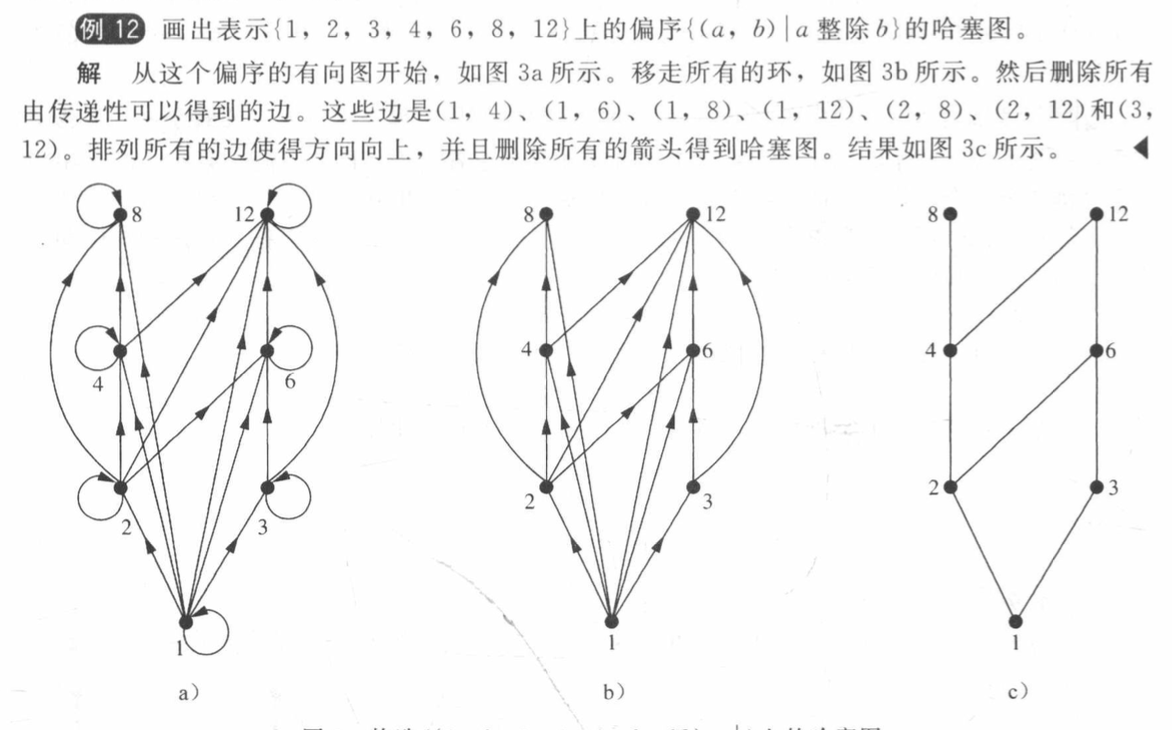 例 12 画出表示{1，2，3，4，6，8，12}上的偏序{(a，b)|a 整除 b}的哈塞图。
解 从这个偏序的有向图开始，如图 3a 所示。移走所有的环，如图 3b 所示。然后删除所有
由传递性可以得到的边。这些边是(1，4)、(1，6)、(1，8)、(1，12)、(2，8)、(2，12)和(3，
12)。排列所有的边使得方向向上，并且删除所有的箭头得到哈塞图。结果如图 3c 所示。
8 12 8 12 8 12
4 6 4 6 4 6
2 3 2 3 2 3
1 1 1
a) b) c)